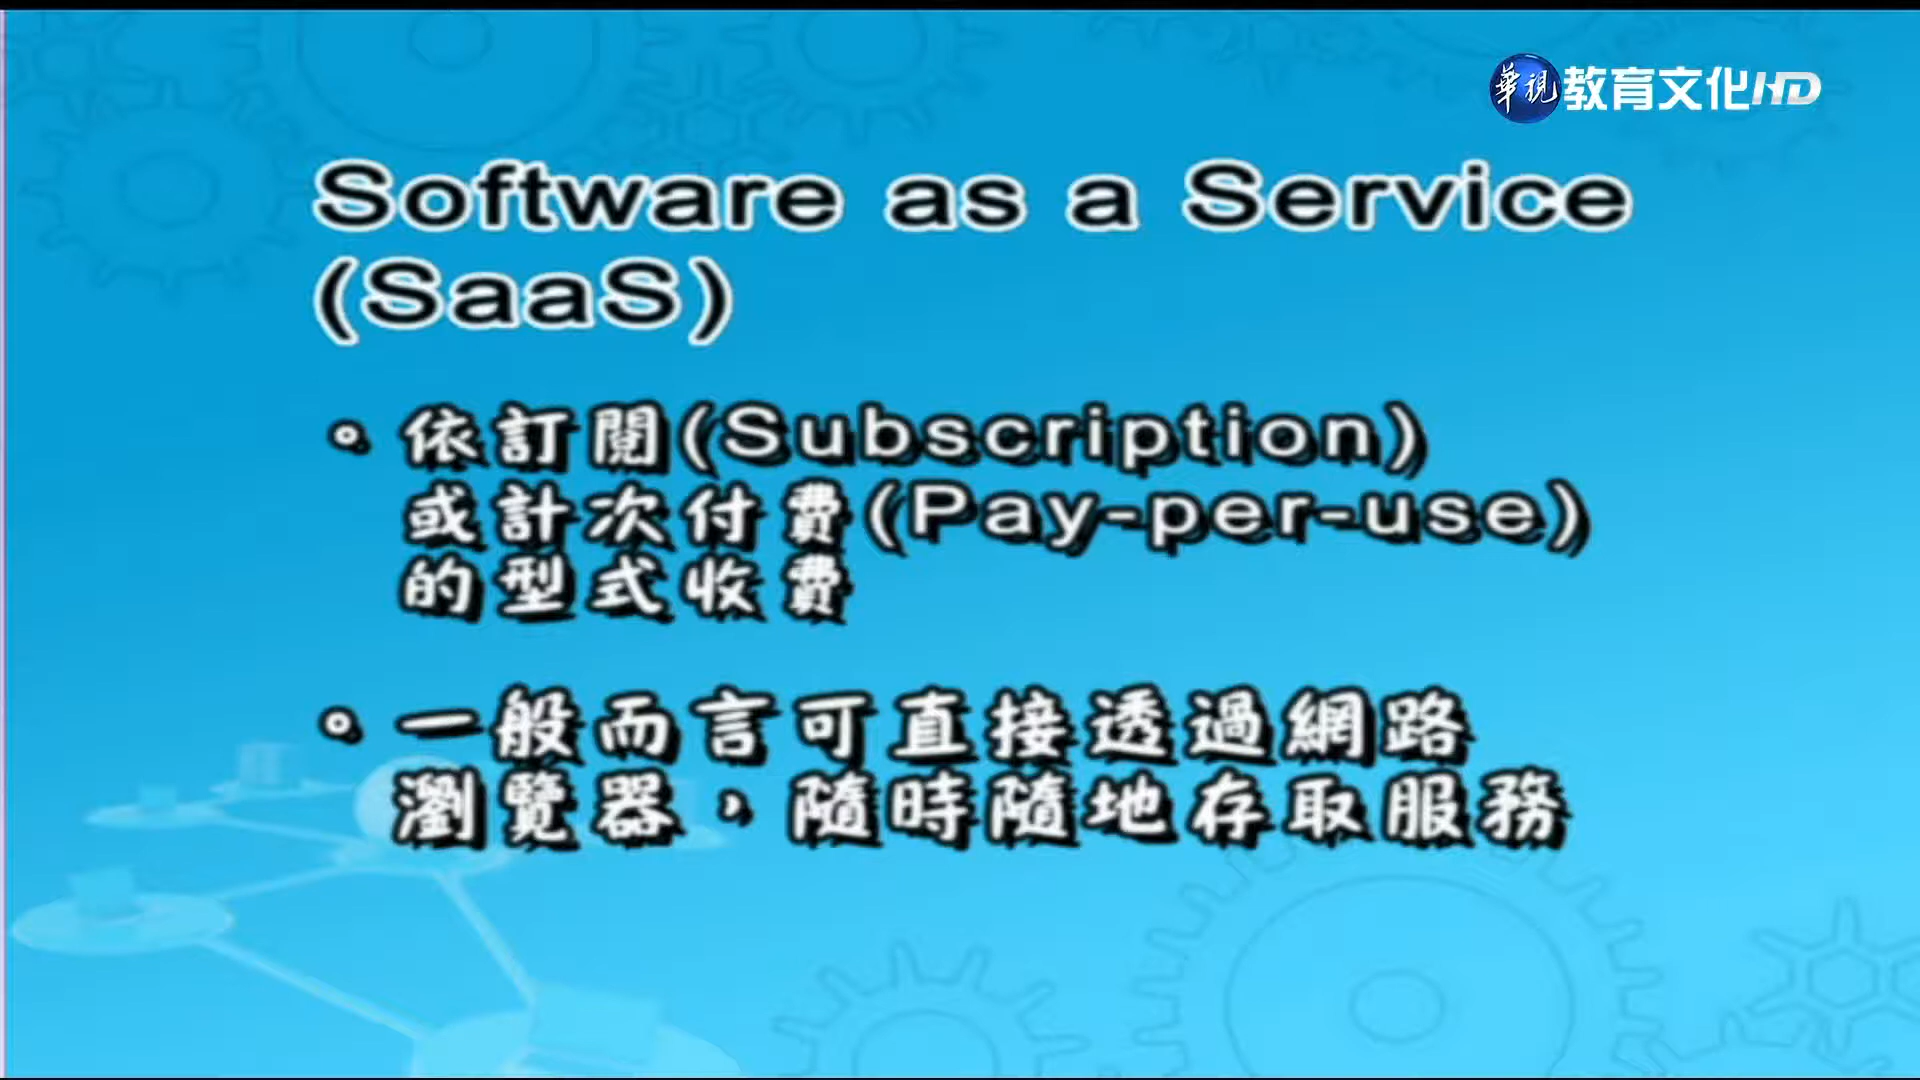 華視教育文化HD
Software as a Service
(SaaS)
。依訂閱(Subscription)
或計次付費(Pay-per-use)
的型式收費
。一般而言可直接透過網路
瀏覽器，隨時隨地存取服務